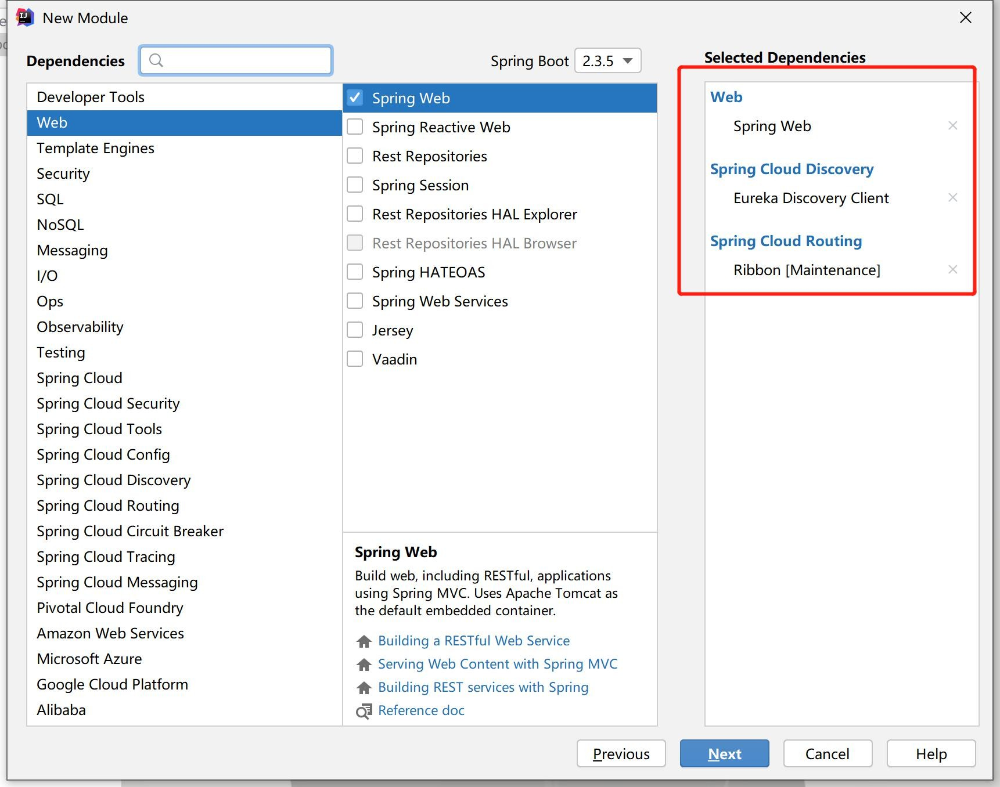 New Module
Dependencies
Spring Boot 2.3.5
Selected Dependencies
Developer Tools
Web
Template Engines
Security
SQL
NoSQL
Messaging
I/O
Ops
Observability
Testing
Spring Cloud
Spring Cloud Security
Spring Cloud Tools
Spring Cloud Config
Spring Cloud Discovery
Spring Cloud Routing
Spring Cloud Circuit Breaker
Spring Cloud Tracing
Spring Cloud Messaging
Pivotal Cloud Foundry
Amazon Web Services
Microsoft Azure
Google Cloud Platform
Alibaba
Spring Web
Spring Reactive Web
Rest Repositories
Spring Session
Rest Repositories HAL Explorer
Rest Repositories HAL Browser
Spring HATEOAS
Spring Web Services
Jersey
Vaadin
Spring Web
Build web, including RESTful, applications
using Spring MVC. Uses Apache Tomcat as
the default embedded container.
Building a RESTful Web Service
Serving Web Content with Spring MVC
Building REST services with Spring
Reference doc
Web
Spring Web
Spring Cloud Discovery
Eureka Discovery Client
Spring Cloud Routing
Ribbon [Maintenance]
Previous
Next
Cancel
Help